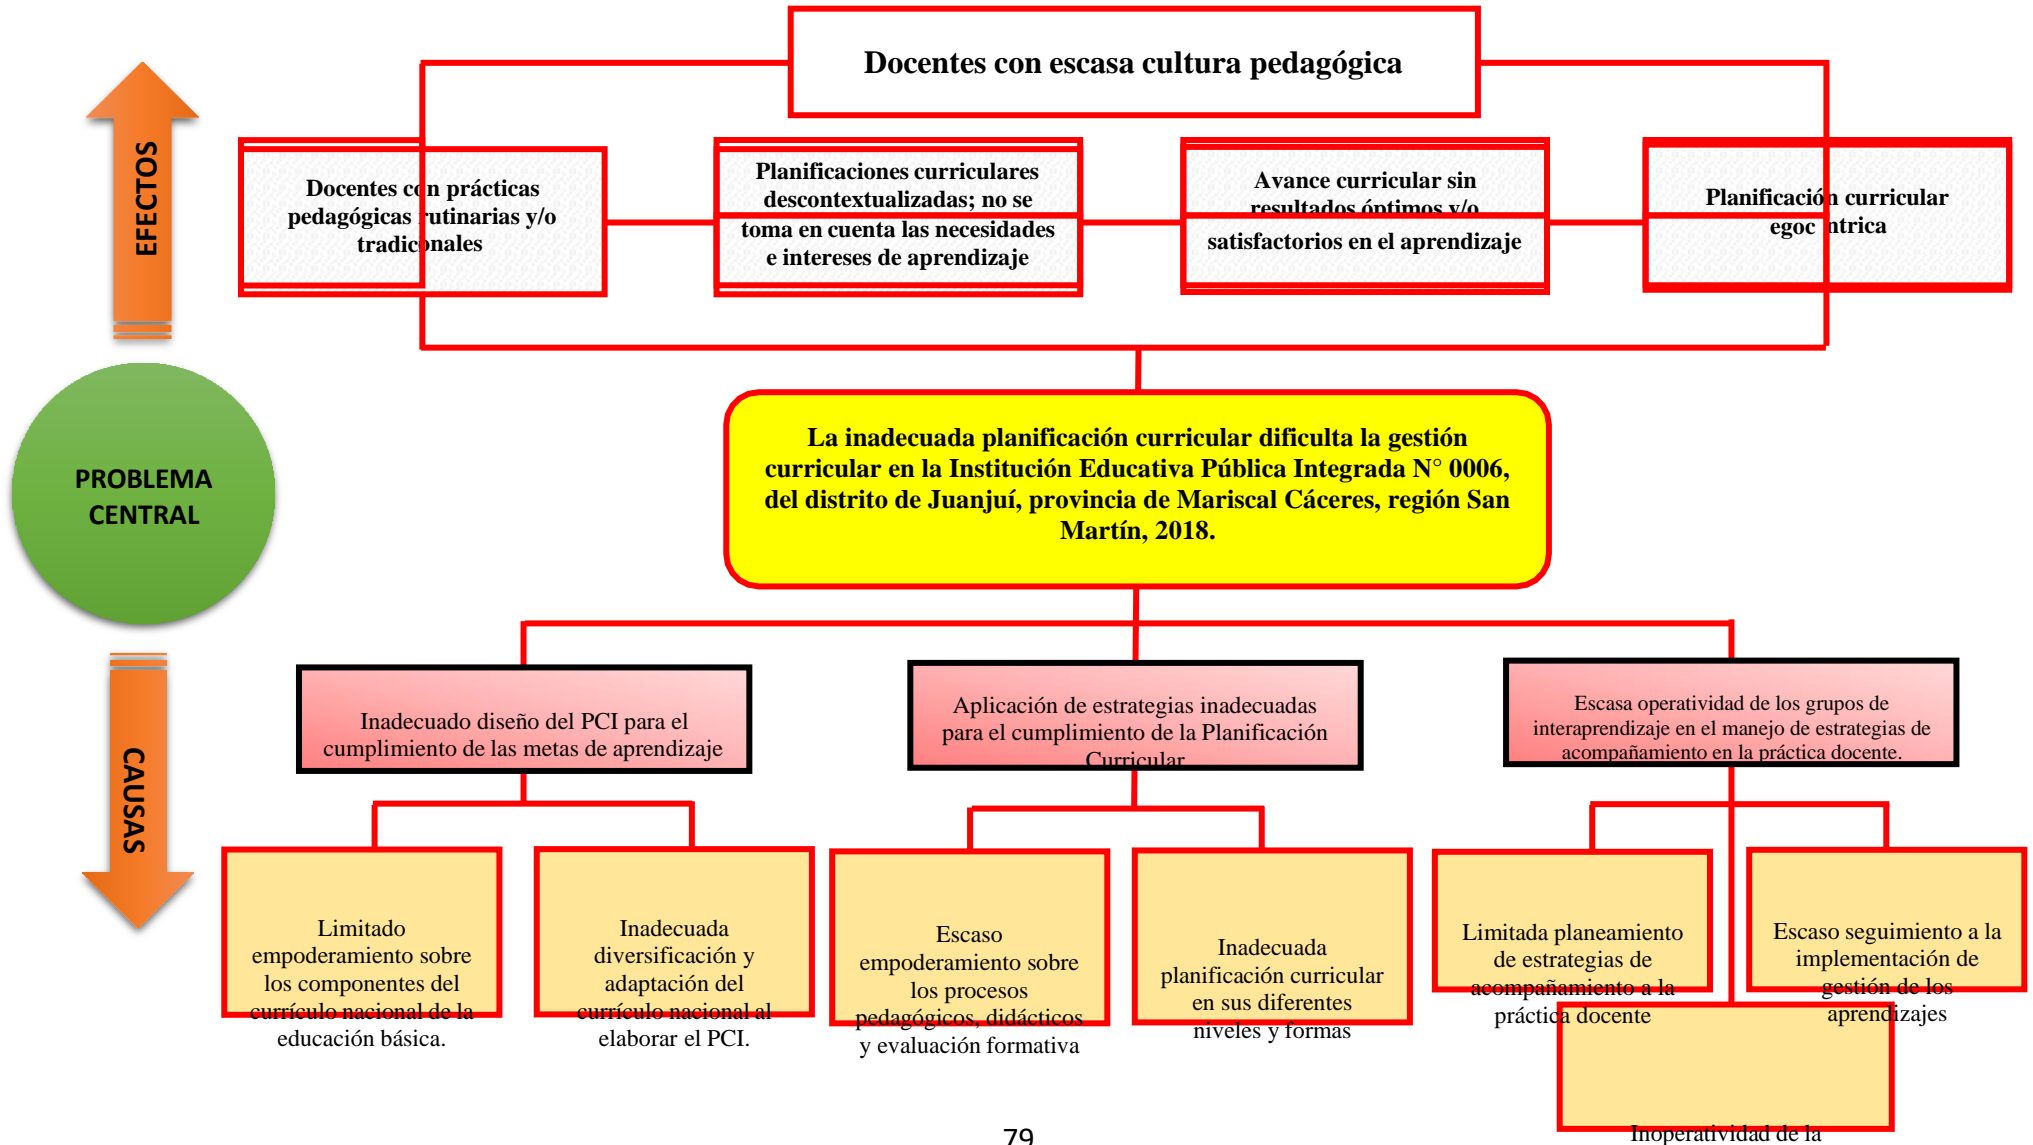 Docentes con escasa cultura pedagógica
EFECTOS
Docentes con prácticas
pedagógicas rutinarias y/o
tradicionales
Planificaciones curriculares
descontextualizadas; no se
toma en cuenta las necesidades
e intereses de aprendizaje
Avance curricular sin
resultados óptimos y/o
satisfactorios en el aprendizaje
Planificación curricular
egocéntrica
PROBLEMA
CENTRAL
La inadecuada planificación curricular dificulta la gestión
curricular en la Institución Educativa Pública Integrada N° 0006,
del distrito de Juanjuí, provincia de Mariscal Cáceres, región San
Martín, 2018.
CAUSAS
Inadecuado diseño del PCI para el
cumplimiento de las metas de aprendizaje
Aplicación de estrategias inadecuadas
para el cumplimiento de la Planificación
Curricular
Escasa operatividad de los grupos de
interaprendizaje en el manejo de estrategias de
acompañamiento en la práctica docente.
Limitado
empoderamiento sobre
los componentes del
currículo nacional de la
educación básica.
Inadecuada
diversificación y
adaptación del
currículo nacional al
elaborar el PCI.
Escaso
empoderamiento sobre
los procesos
pedagógicos, didácticos
y evaluación formativa
Inadecuada
planificación curricular
en sus diferentes
niveles y formas
Limitada planeamiento
de estrategias de
acompañamiento a la
práctica docente
Escaso seguimiento a la
implementación de
gestión de los
aprendizajes
Inoperatividad de la
79